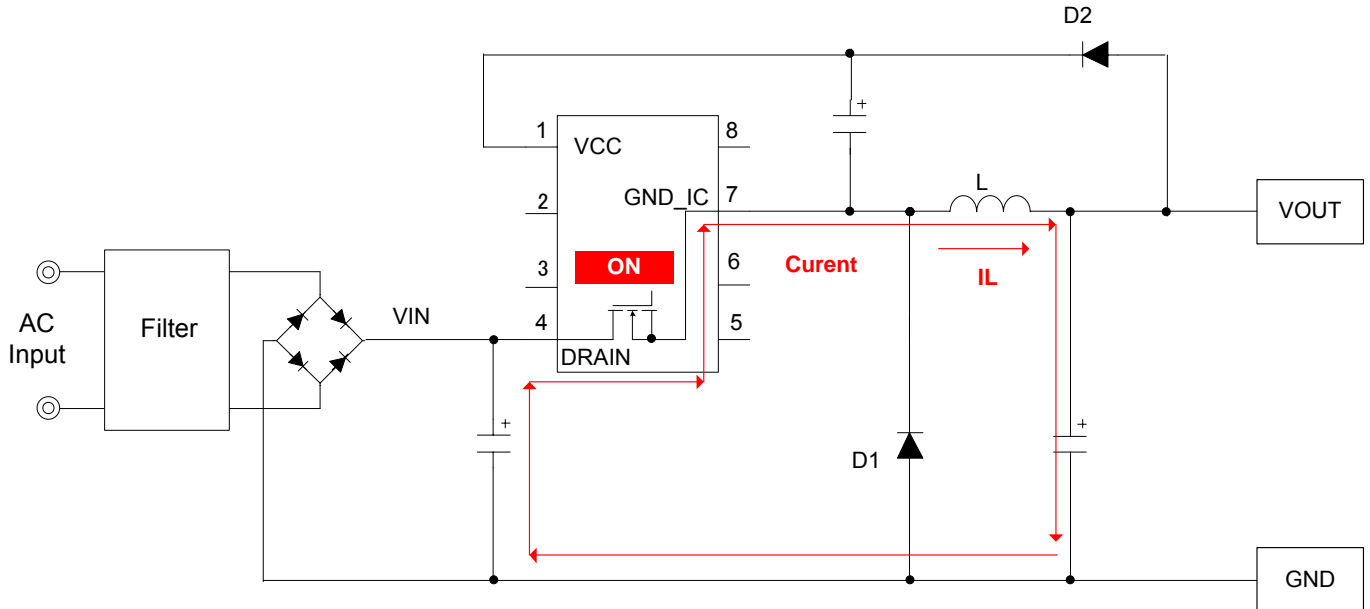 D2
+
1
VCC
8
2
GND_IC
7
L
VOUT
3
ON
6
Curent
IL
AC
Input
Filter
VIN
4
DRAIN
5
+
D1
+
GND